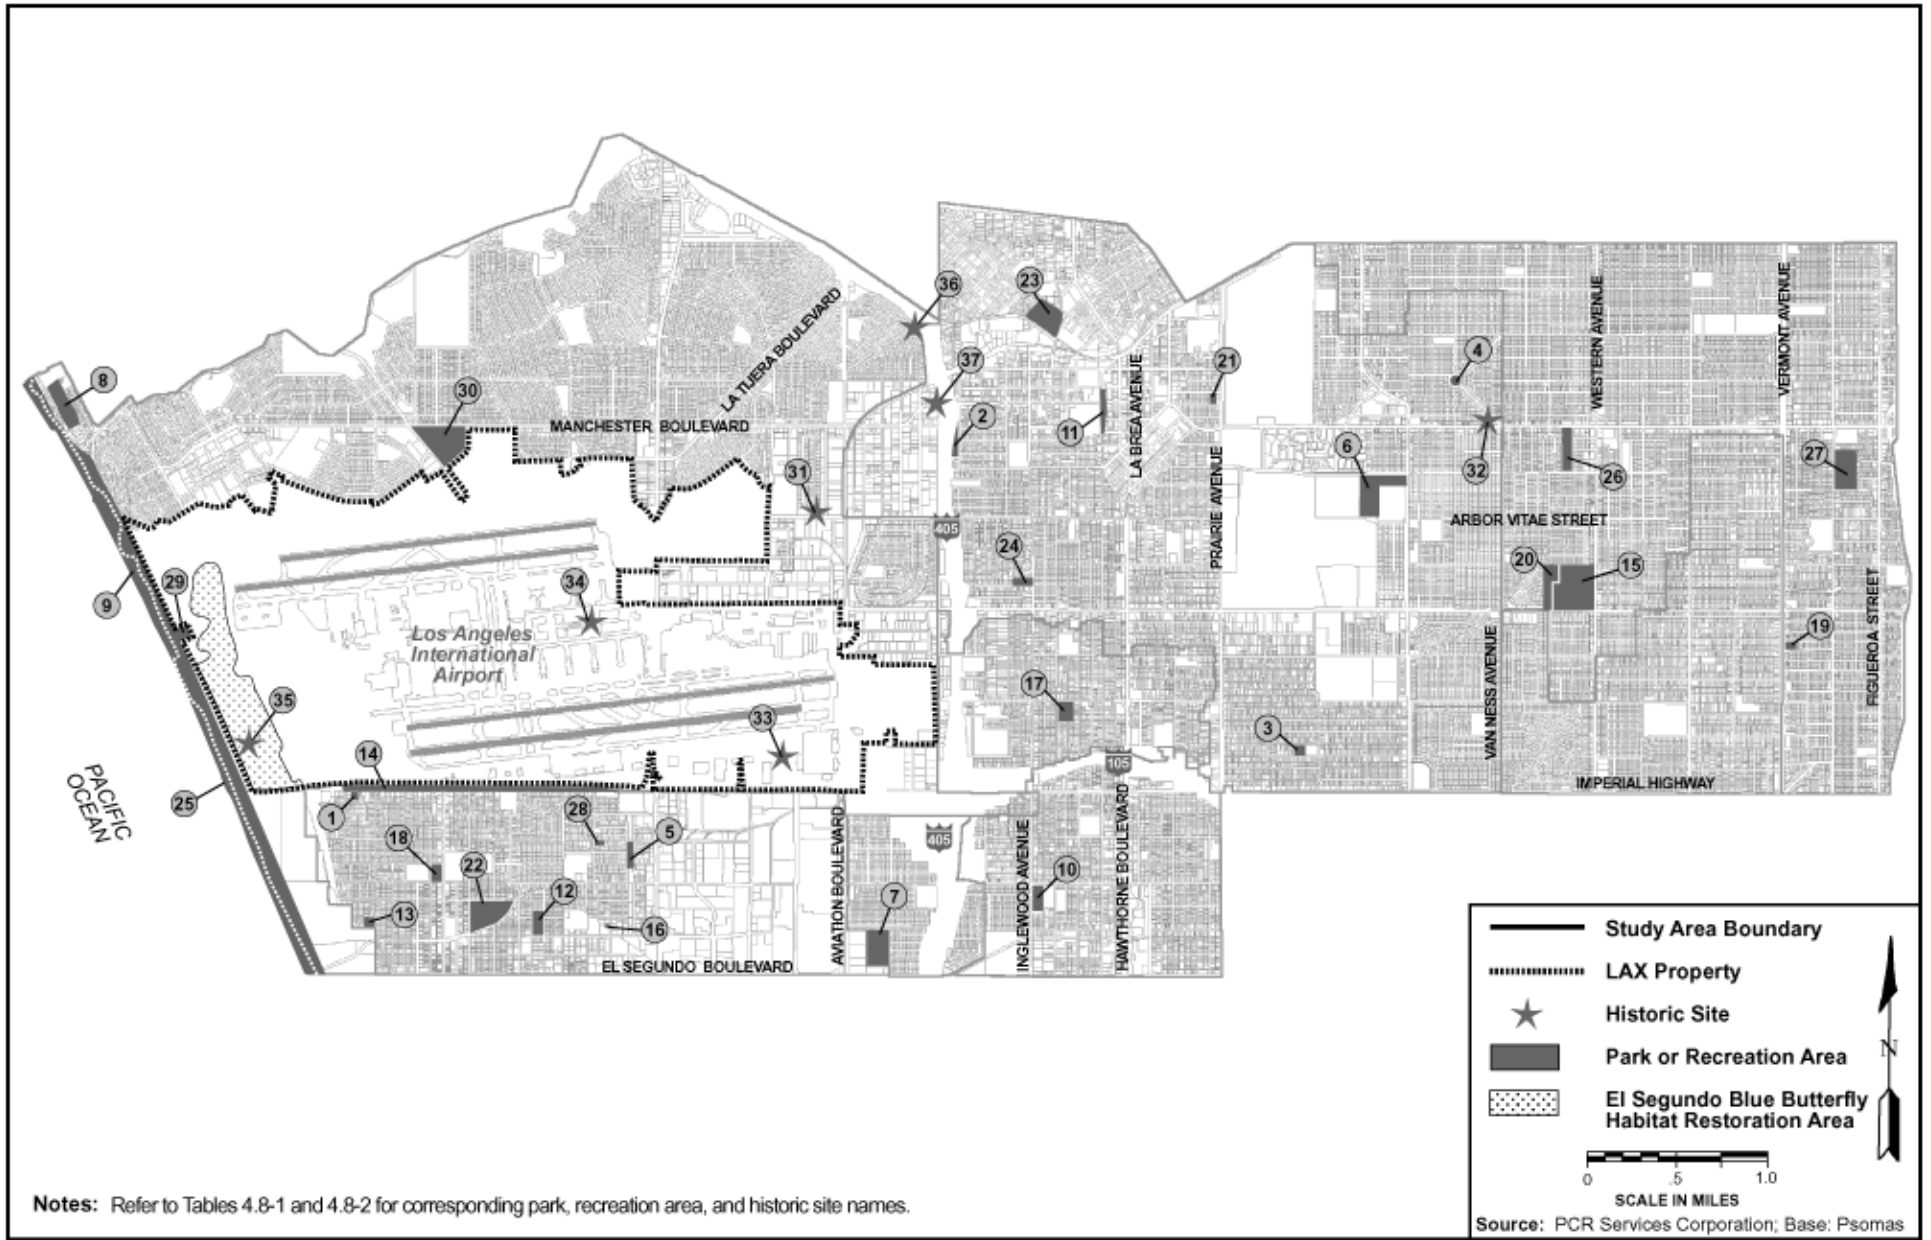 36
23
LA TIJERA BOULEVARD
WESTERN AVENUE
VERMONT AVENUE
8
37
21
4
30
LA BREA AVENUE
MANCHESTER BOULEVARD
2
11
6
32
26
27
31
PRAIRIE AVENUE
405
ARBOR VITAE STREET
24
20
15
9
29
34
Los Angeles
International
Airport
19
FIGUEROA STREET
17
VAN NESS AVENUE
35
33
3
14
105
IMPERIAL HIGHWAY
25
PACIFIC
OCEAN
1
28
5
AVIATION BOULEVARD
405
INGLEWOOD AVENUE
HAWTHORNE BOULEVARD
18
22
12
7
10
13
16
EL SEGUNDO BOULEVARD
Study Area Boundary
LAX Property
Historic Site
Park or Recreation Area
El Segundo Blue Butterfly
Habitat Restoration Area
N
0 .5 1.0
SCALE IN MILES
Source: PCR Services Corporation; Base: Psomas
Notes: Refer to Tables 4.8-1 and 4.8-2 for corresponding park, recreation area, and historic site names.